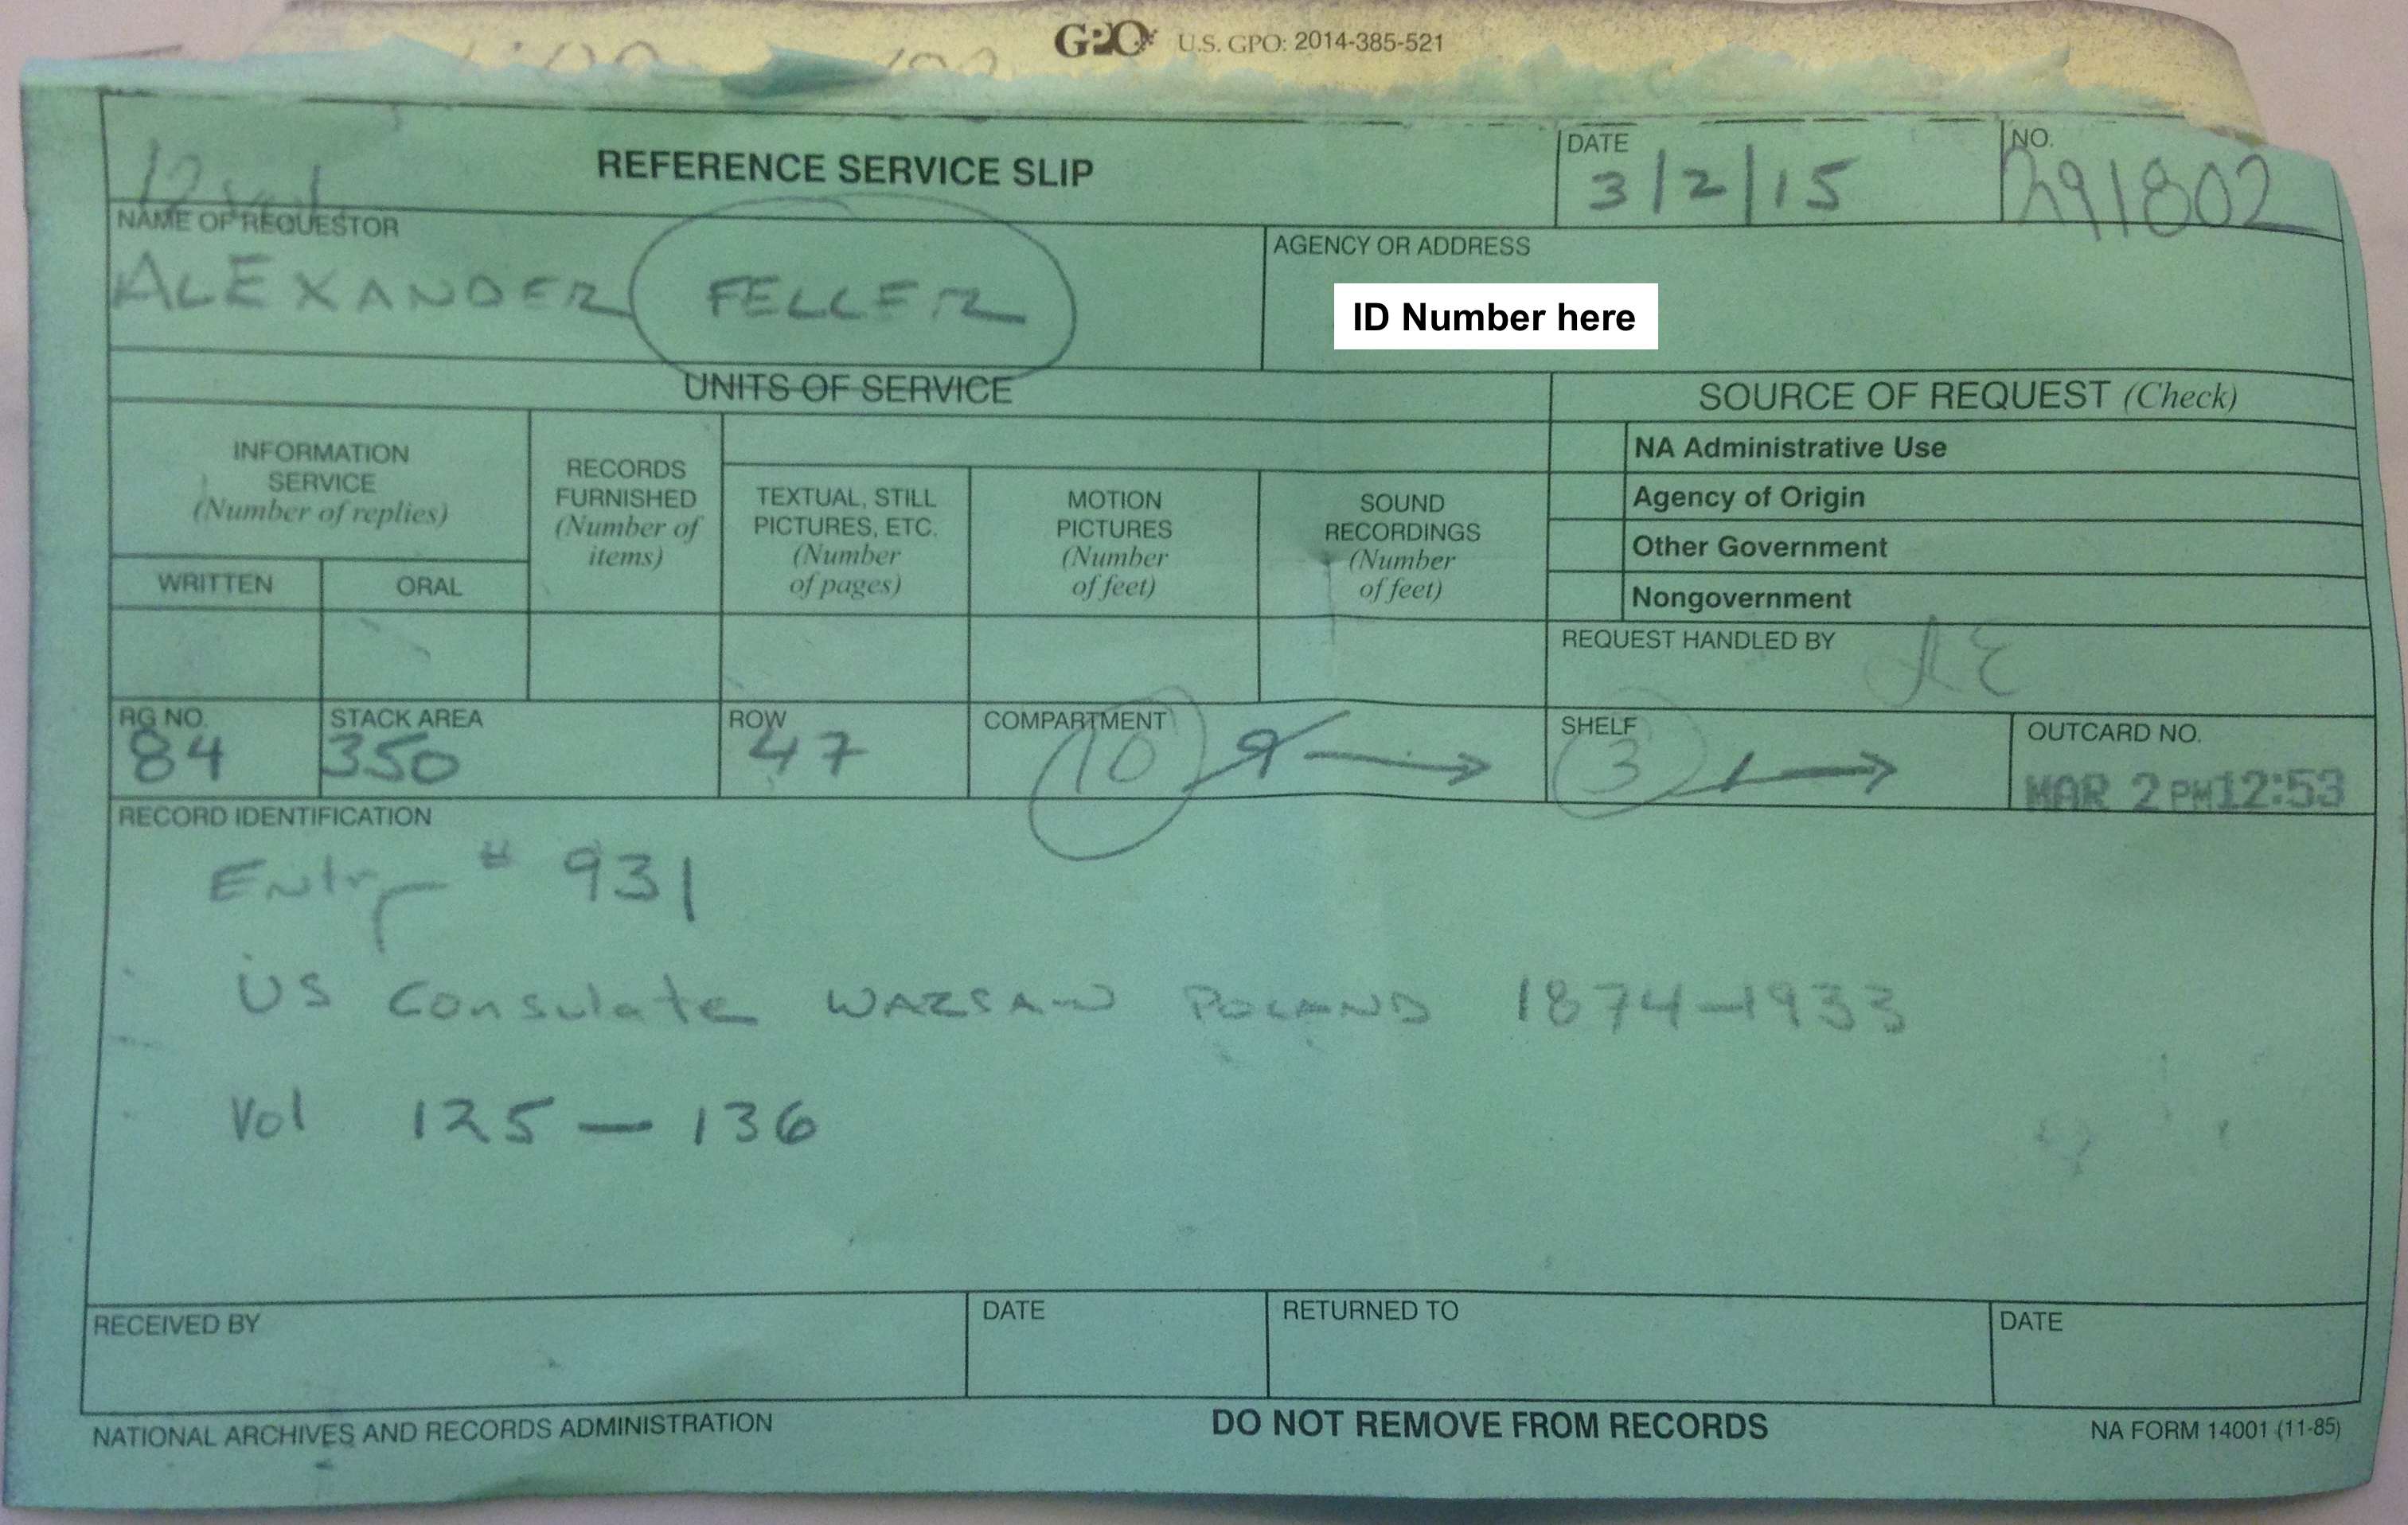 GPO U.S. GPO: 2014-385-521
REFERENCE SERVICE SLIP
DATE
3/2/15
NO.
91802
NAME OF REQUESTOR
ALEXANDER FELLER
AGENCY OR ADDRESS
ID Number here
UNITS OF SERVICE
SOURCE OF REQUEST (Check)
INFORMATION
SERVICE
(Number of replies)
WRITTEN
ORAL
RECORDS
FURNISHED
(Number of
items)
TEXTUAL, STILL
PICTURES, ETC.
(Number
of pages)
MOTION
PICTURES
(Number
of feet)
SOUND
RECORDINGS
(Number
of feet)
NA Administrative Use
Agency of Origin
Other Government
Nongovernment
REQUEST HANDLED BY
RG NO.
84
STACK AREA
350
ROW
47
COMPARTMENT
10 9 →
SHELF
3 1 →
OUTCARD NO.
MAR 2 PM 12:53
RECORD IDENTIFICATION
Entry # 931
US Consulate WARSAW POLAND 1874-1933
Vol 125 — 136
RECEIVED BY
DATE
RETURNED TO
DATE
NATIONAL ARCHIVES AND RECORDS ADMINISTRATION
DO NOT REMOVE FROM RECORDS
NA FORM 14001 (11-85)